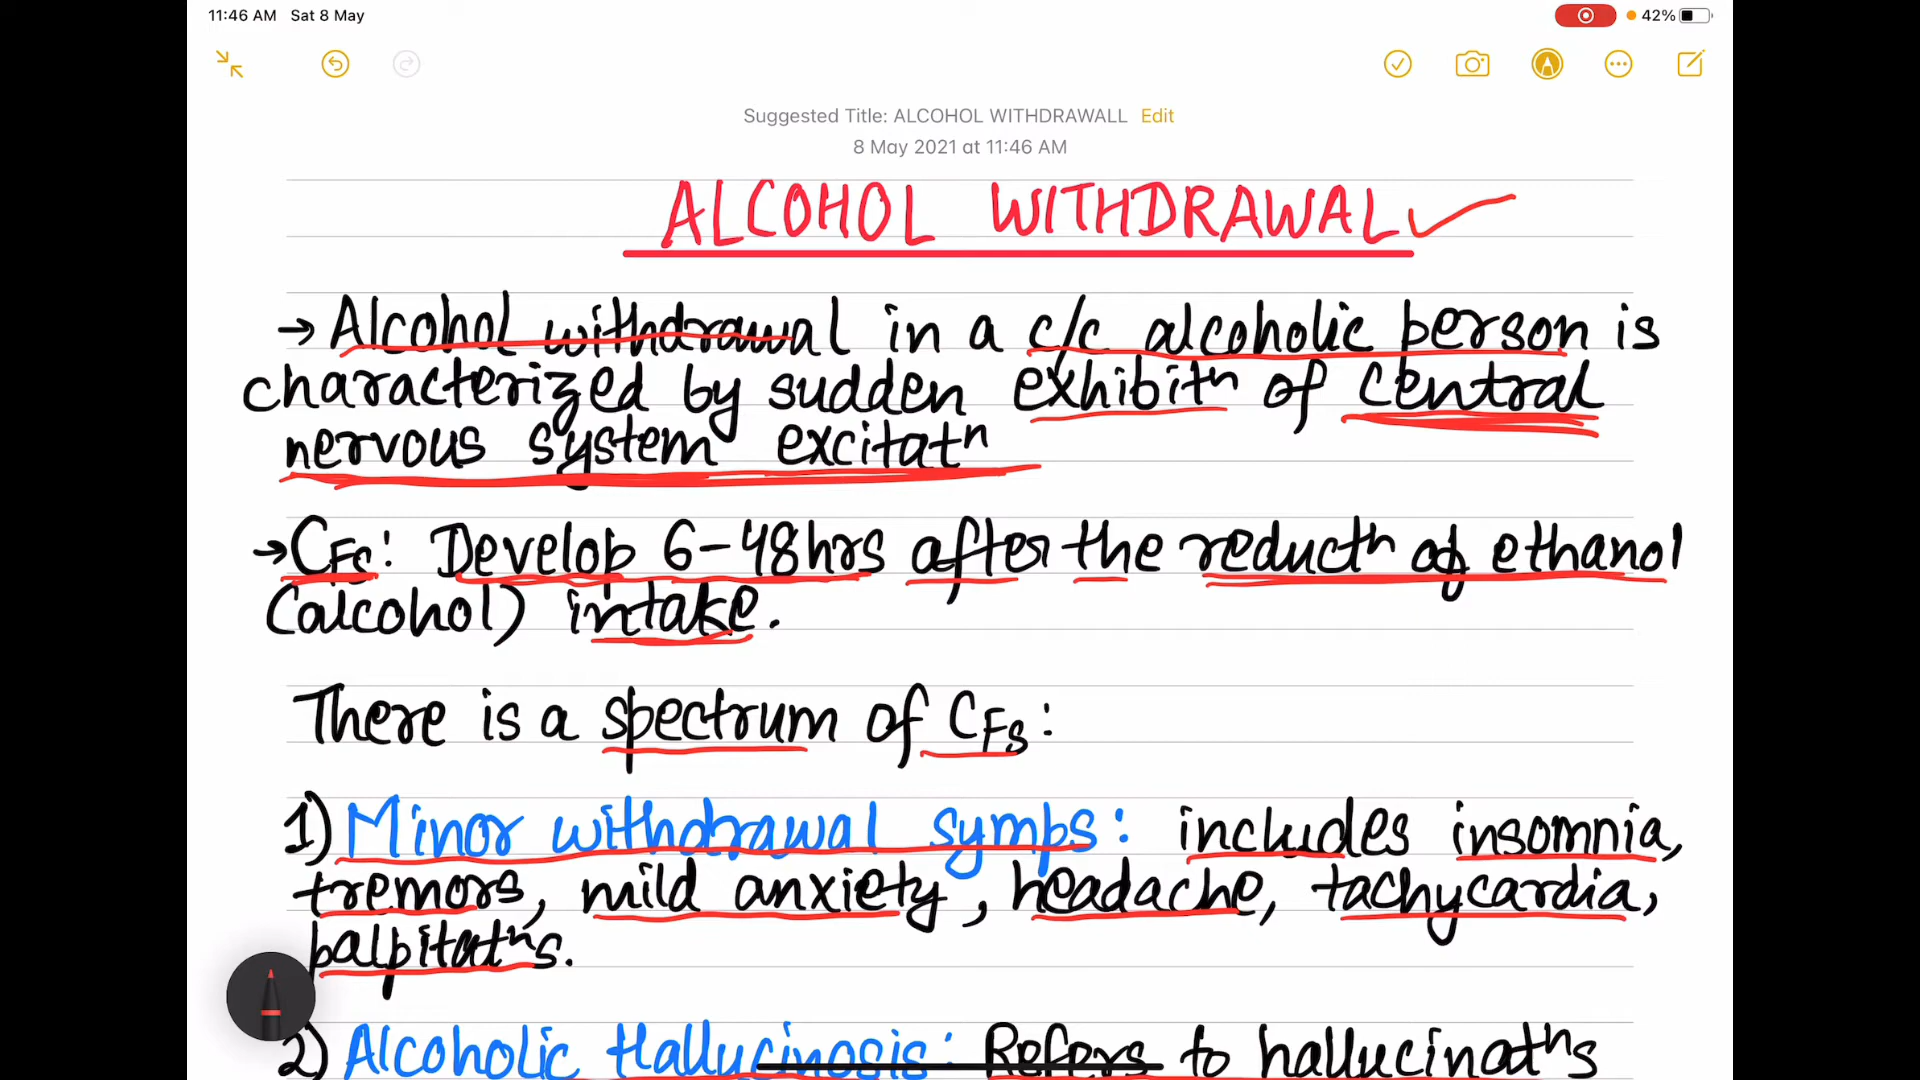 11:46 AM Sat 8 May
42%
Suggested Title: ALCOHOL WITHDRAWALL Edit
8 May 2021 at 11:46 AM
ALCOHOL WITHDRAWAL
→ Alcohol withdrawal in a c/c alcoholic person is
characterized by sudden exhibitⁿ of central
nervous system excitatⁿ
→ CFs: Develop 6-48hrs after the reductⁿ of ethanol
(alcohol) intake.
There is a spectrum of CFs:
1) Minor withdrawal symps: includes insomnia,
tremors, mild anxiety, headache, tachycardia,
palpitatⁿs.
2) Alcoholic Hallucinosis: Refers to hallucinatⁿs